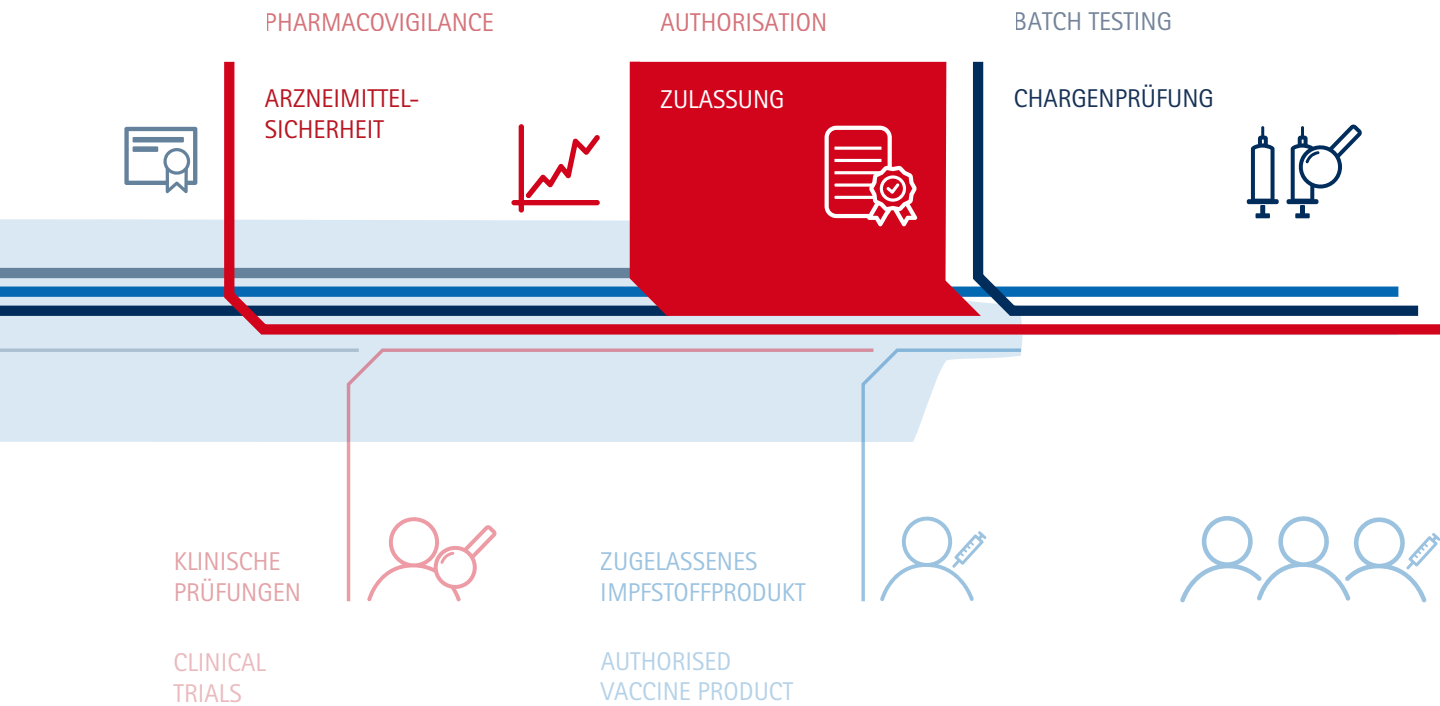 PHARMACOVIGILANCE
ARZNEIMITTEL-
SICHERHEIT
AUTHORISATION
ZULASSUNG
BATCH TESTING
CHARGENPRÜFUNG
KLINISCHE
PRÜFUNGEN
CLINICAL
TRIALS
ZUGELASSENES
IMPFSTOFFPRODUKT
AUTHORISED
VACCINE PRODUCT